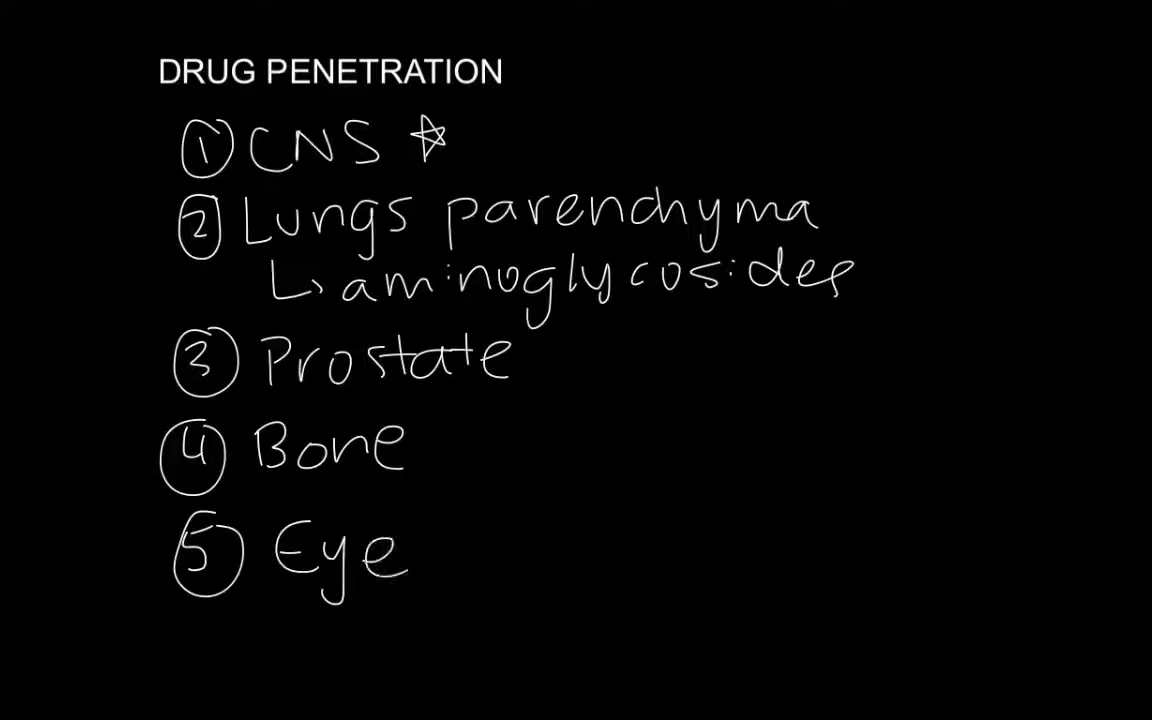 DRUG PENETRATION
① CNS ☆
② Lungs parenchyma
↳ aminoglycosides
③ Prostate
④ Bone
⑤ Eye